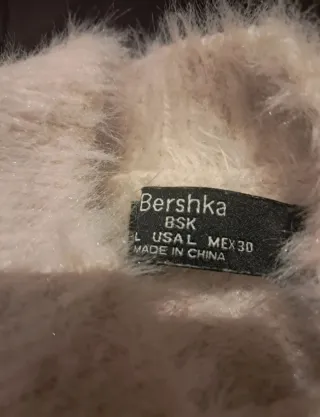 Bershka
BSK
L USA L MEX 30
MADE IN CHINA